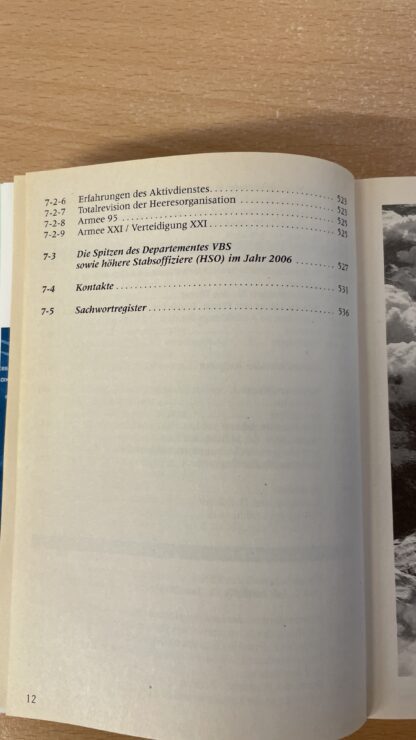 7-2-6 Erfahrungen des Aktivdienstes 523
7-2-7 Totalrevision der Heeresorganisation 523
7-2-8 Armee 95 525
7-2-9 Armee XXI / Verteidigung XXI 525
7-3 Die Spitzen des Departementes VBS
sowie höhere Stabsoffiziere (HSO) im Jahr 2006 527
7-4 Kontakte 531
7-5 Sachwortregister 536
12